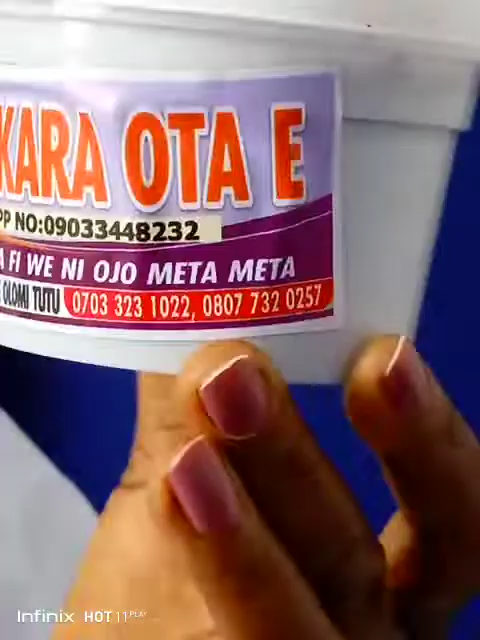 KARA OTA E
PP NO:09033448232
A FI WE NI OJO META META
OLOMI TUTU 0703 323 1022, 0807 732 0257
Infinix HOT 11 PLAY